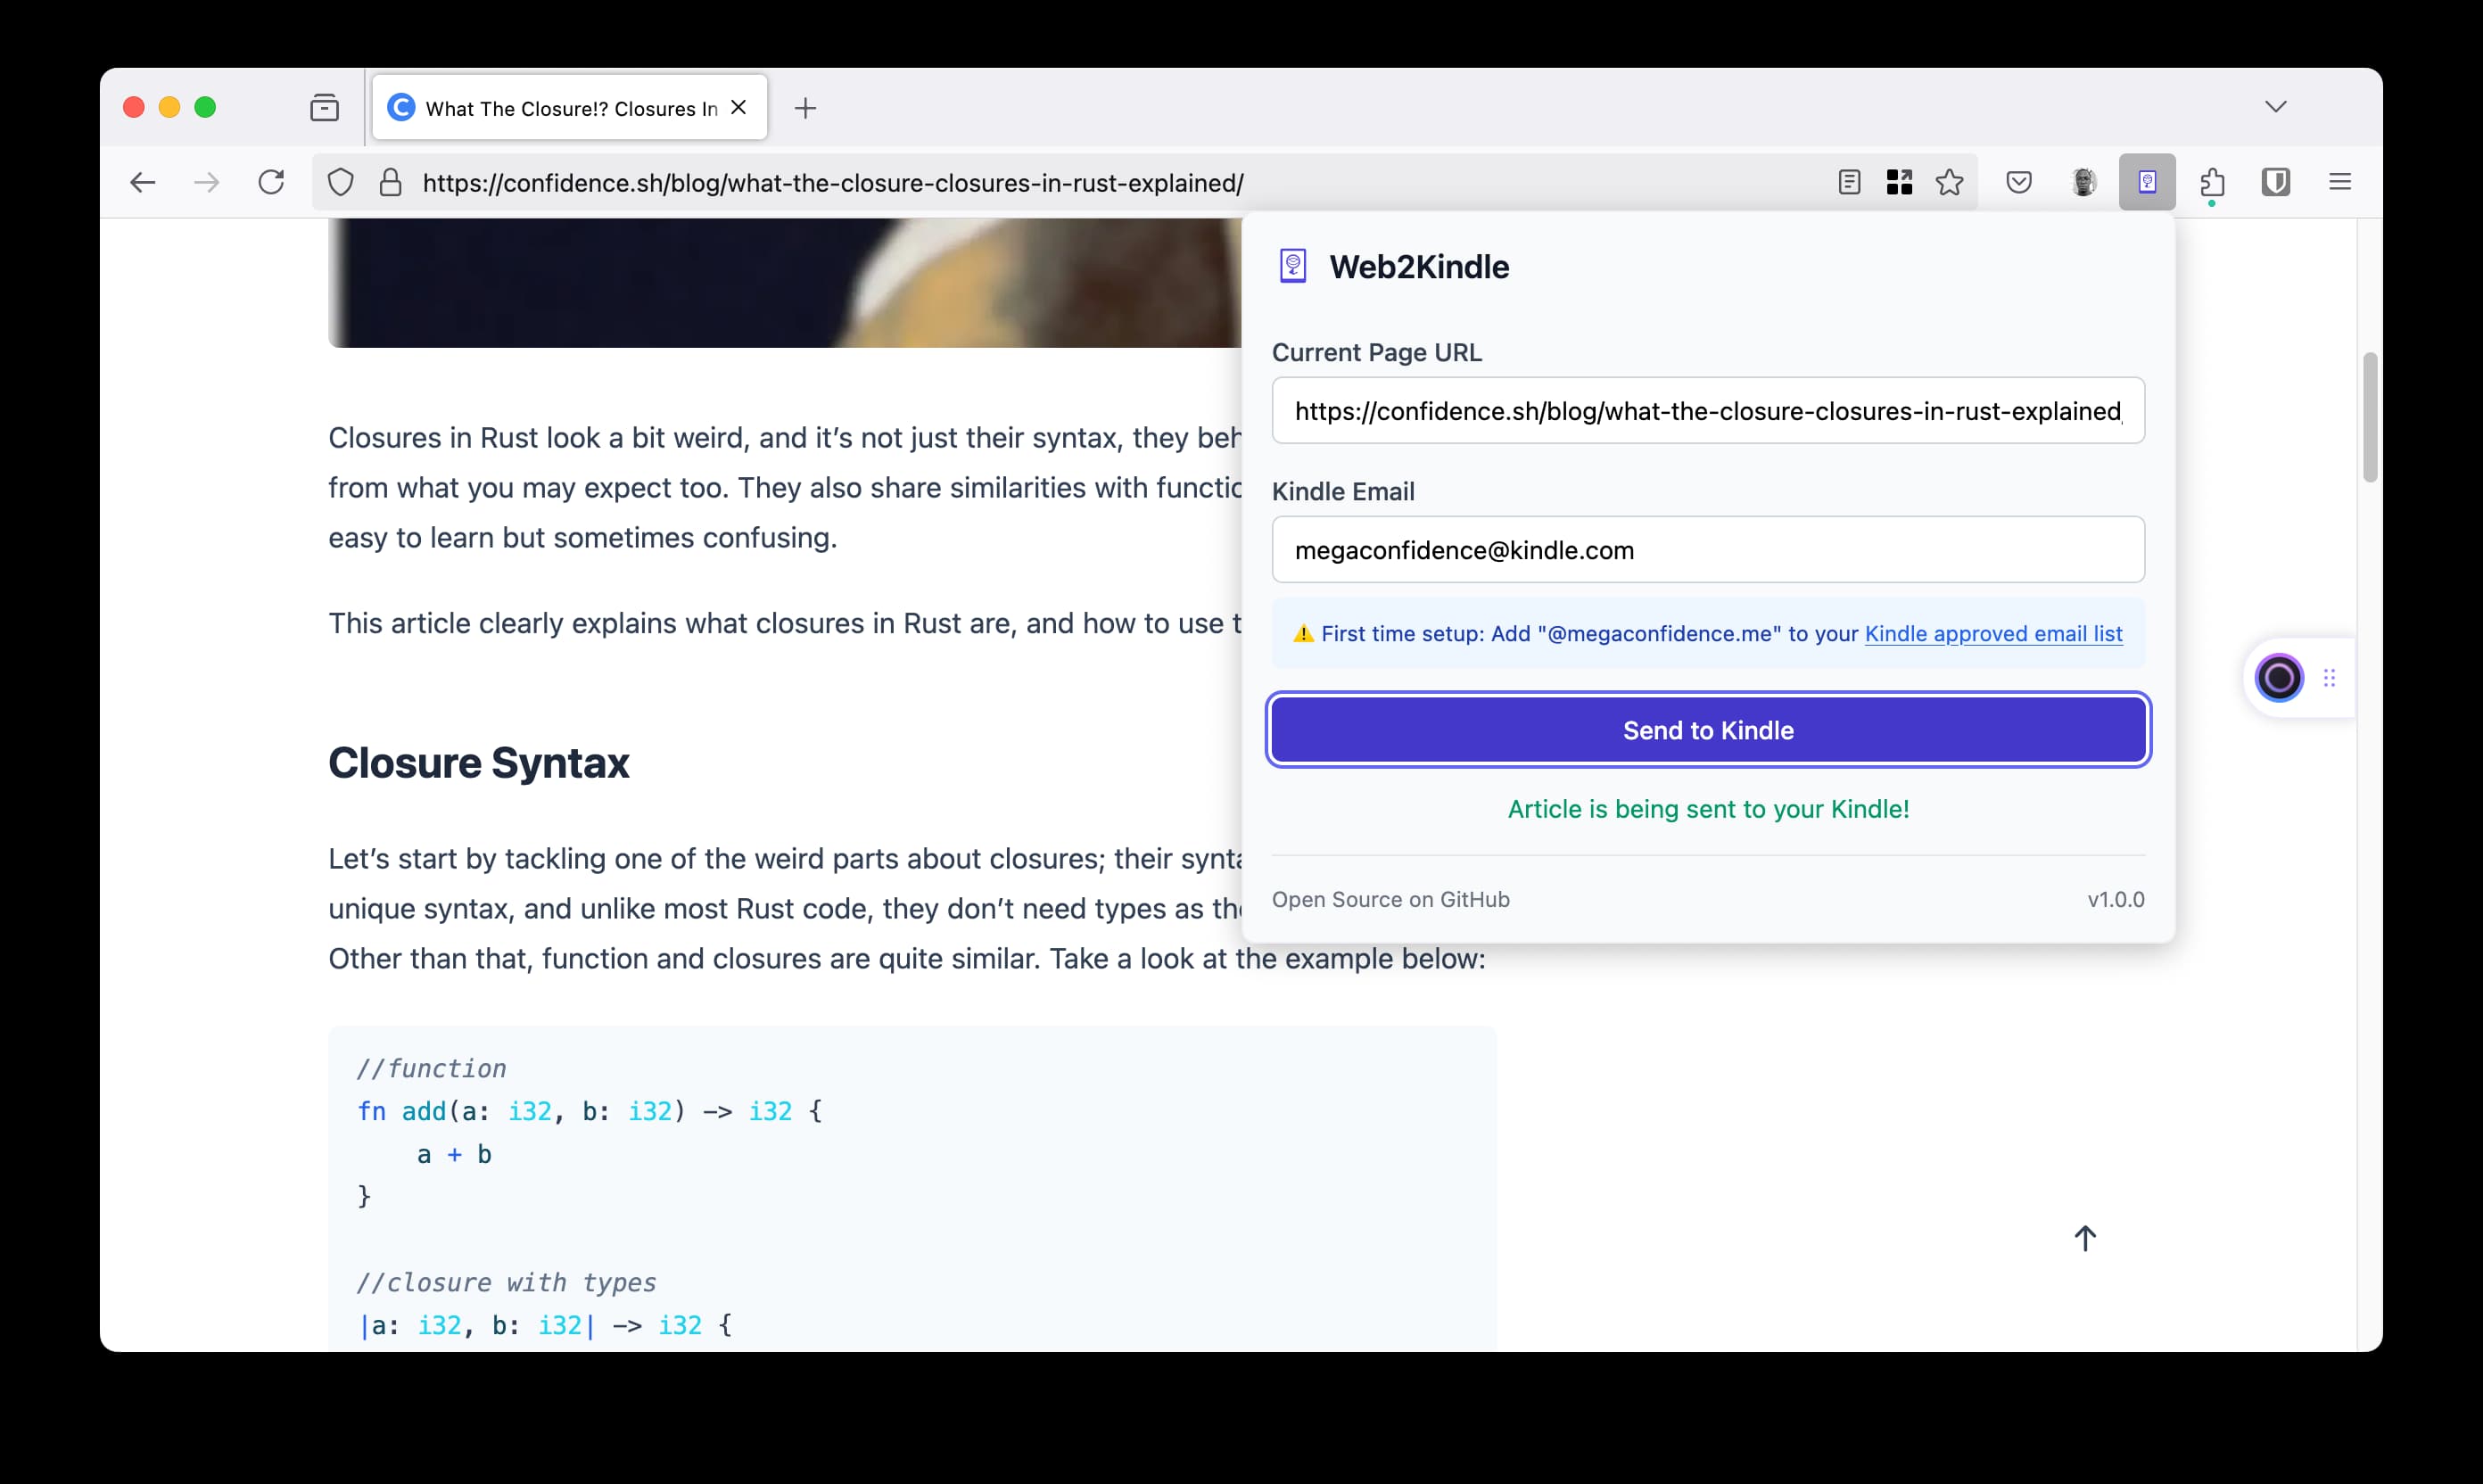 What The Closure!? Closures In
https://confidence.sh/blog/what-the-closure-closures-in-rust-explained/
Web2Kindle
Current Page URL
https://confidence.sh/blog/what-the-closure-closures-in-rust-explained
Kindle Email
megaconfidence@kindle.com
⚠️ First time setup: Add "@megaconfidence.me" to your Kindle approved email list
Send to Kindle
Article is being sent to your Kindle!
Open Source on GitHub
v1.0.0
Closures in Rust look a bit weird, and it’s not just their syntax, they
from what you may expect too. They also share similarities with
easy to learn but sometimes confusing.
This article clearly explains what closures in Rust are, and how to use
Closure Syntax
Let’s start by tackling one of the weird parts about closures; their
unique syntax, and unlike most Rust code, they don’t need types as
Other than that, function and closures are quite similar. Take a look at the example below:
//function
fn add(a: i32, b: i32) -> i32 {
a + b
}
//closure with types
|a: i32, b: i32| -> i32 {